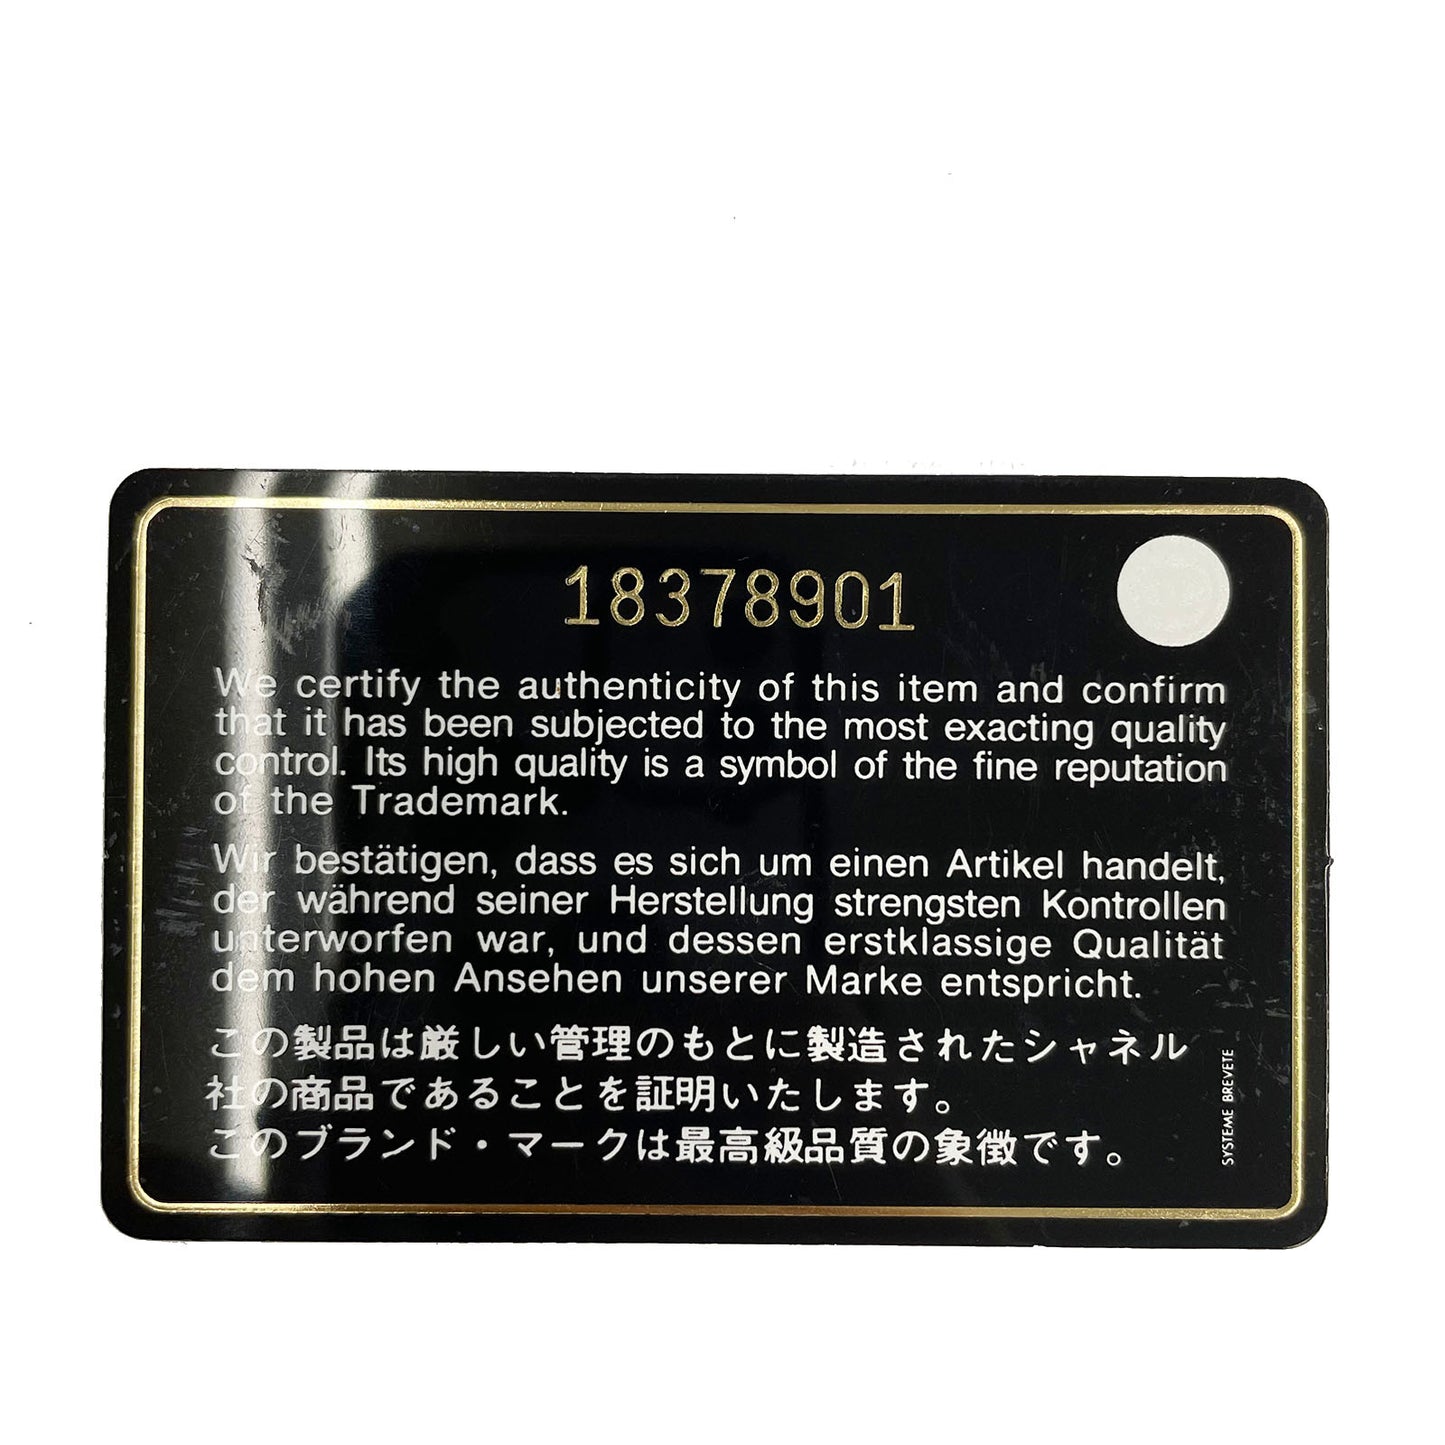 18378901
We certify the authenticity of this item and confirm
that it has been subjected to the most exacting quality
control. Its high quality is a symbol of the fine reputation
of the Trademark.
Wir bestätigen, dass es sich um einen Artikel handelt,
der während seiner Herstellung strengsten Kontrollen
unterworfen war, und dessen erstklassige Qualität
dem hohen Ansehen unserer Marke entspricht.
この製品は厳しい管理のもとに製造されたシャネル
社の商品であることを証明いたします。
このブランド・マークは最高級品質の象徴です。
SYSTEME BREVETE